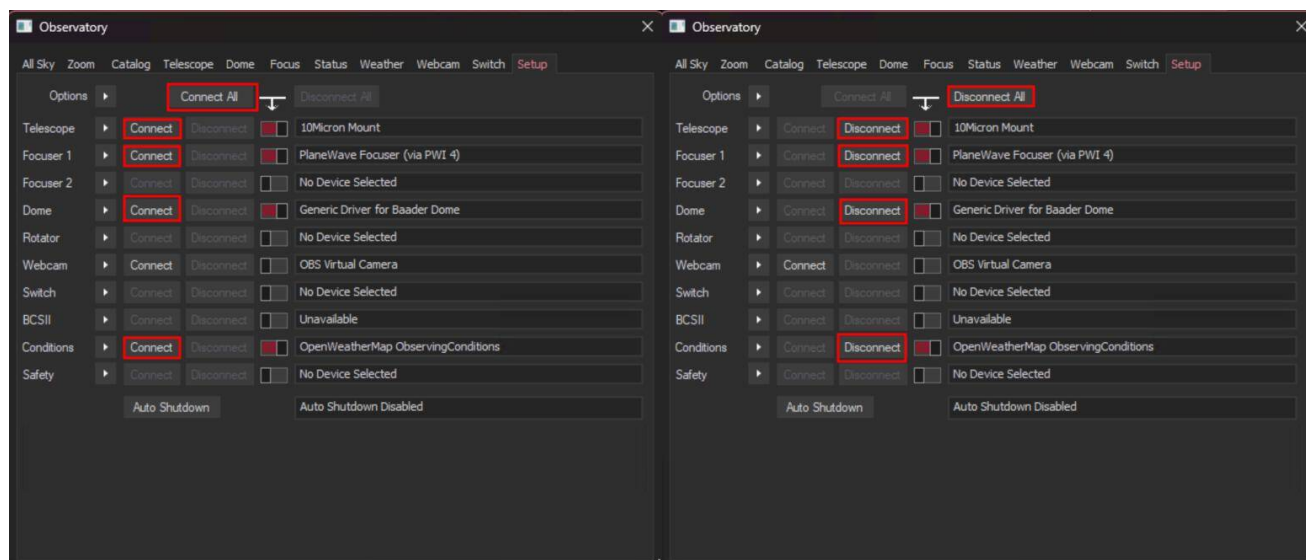 Observatory
All Sky Zoom Catalog Telescope Dome Focus Status Weather Webcam Switch Setup
Options Connect All Disconnect All
Telescope Connect Disconnect 10Micron Mount
Focuser 1 Connect Disconnect PlaneWave Focuser (via PWI 4)
Focuser 2 Connect Disconnect No Device Selected
Dome Connect Disconnect Generic Driver for Baader Dome
Rotator Connect Disconnect No Device Selected
Webcam Connect Disconnect OBS Virtual Camera
Switch Connect Disconnect No Device Selected
BCSII Connect Disconnect Unavailable
Conditions Connect Disconnect OpenWeatherMap ObservingConditions
Safety Connect Disconnect No Device Selected
Auto Shutdown Auto Shutdown Disabled
Observatory
All Sky Zoom Catalog Telescope Dome Focus Status Weather Webcam Switch Setup
Options Connect All Disconnect All
Telescope Connect Disconnect 10Micron Mount
Focuser 1 Connect Disconnect PlaneWave Focuser (via PWI 4)
Focuser 2 Connect Disconnect No Device Selected
Dome Connect Disconnect Generic Driver for Baader Dome
Rotator Connect Disconnect No Device Selected
Webcam Connect Disconnect OBS Virtual Camera
Switch Connect Disconnect No Device Selected
BCSII Connect Disconnect Unavailable
Conditions Connect Disconnect OpenWeatherMap ObservingConditions
Safety Connect Disconnect No Device Selected
Auto Shutdown Auto Shutdown Disabled